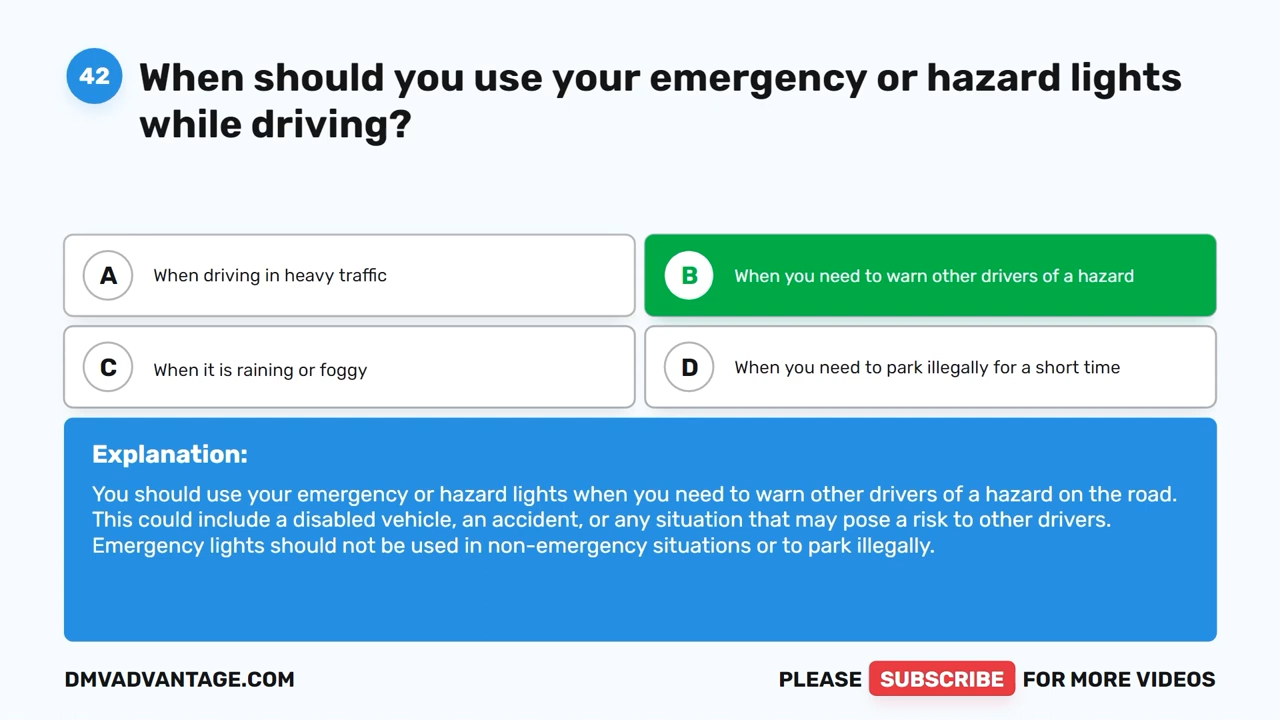 42
When should you use your emergency or hazard lights
while driving?
A
When driving in heavy traffic
B
When you need to warn other drivers of a hazard
C
When it is raining or foggy
D
When you need to park illegally for a short time
Explanation:
You should use your emergency or hazard lights when you need to warn other drivers of a hazard on the road.
This could include a disabled vehicle, an accident, or any situation that may pose a risk to other drivers.
Emergency lights should not be used in non-emergency situations or to park illegally.
DMVADVANTAGE.COM
PLEASE SUBSCRIBE FOR MORE VIDEOS